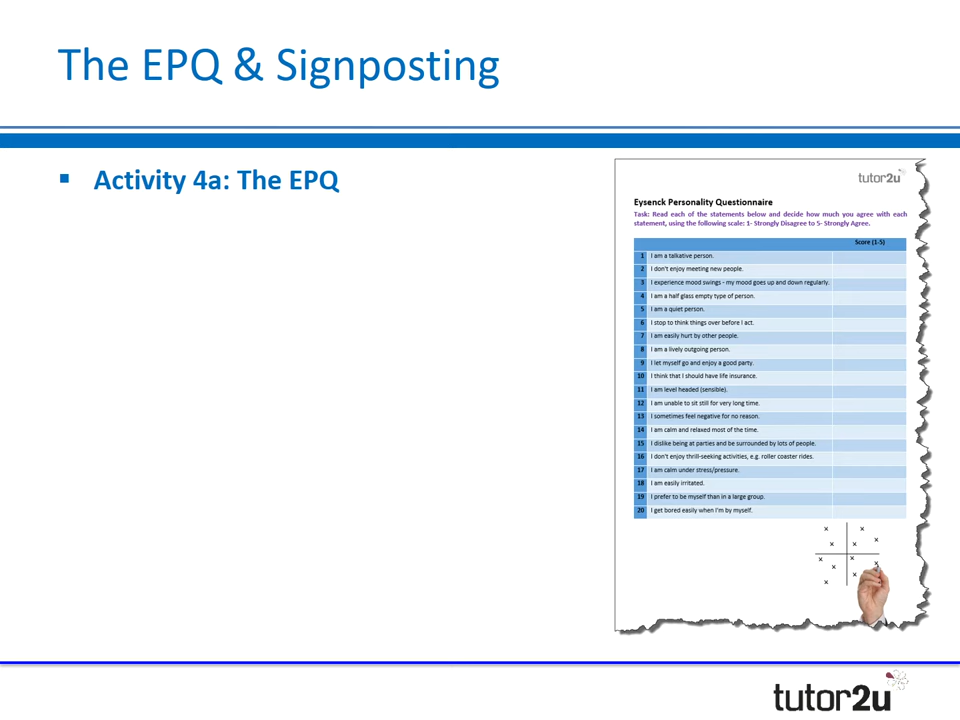 The EPQ & Signposting
▪ Activity 4a: The EPQ
tutor2u
Eysenck Personality Questionnaire
Task: Read each of the statements below and decide how much you agree with each
statement, using the following scale: 1- Strongly Disagree to 5- Strongly Agree.
Score (1-5)
1 I am a talkative person.
2 I don't enjoy meeting new people.
3 I experience mood swings - my mood goes up and down regularly.
4 I am a half glass empty type of person.
5 I am a quiet person.
6 I stop to think things over before I act.
7 I am easily hurt by other people.
8 I am a lively outgoing person.
9 I let myself go and enjoy a good party.
10 I think that I should have life insurance.
11 I am level headed (sensible).
12 I am unable to sit still for very long time.
13 I sometimes feel negative for no reason.
14 I am calm and relaxed most of the time.
15 I dislike being at parties and be surrounded by lots of people.
16 I don't enjoy thrill-seeking activities, e.g. roller coaster rides.
17 I am calm under stress/pressure.
18 I am easily irritated.
19 I prefer to be myself than in a large group.
20 I get bored easily when I'm by myself.
tutor2u